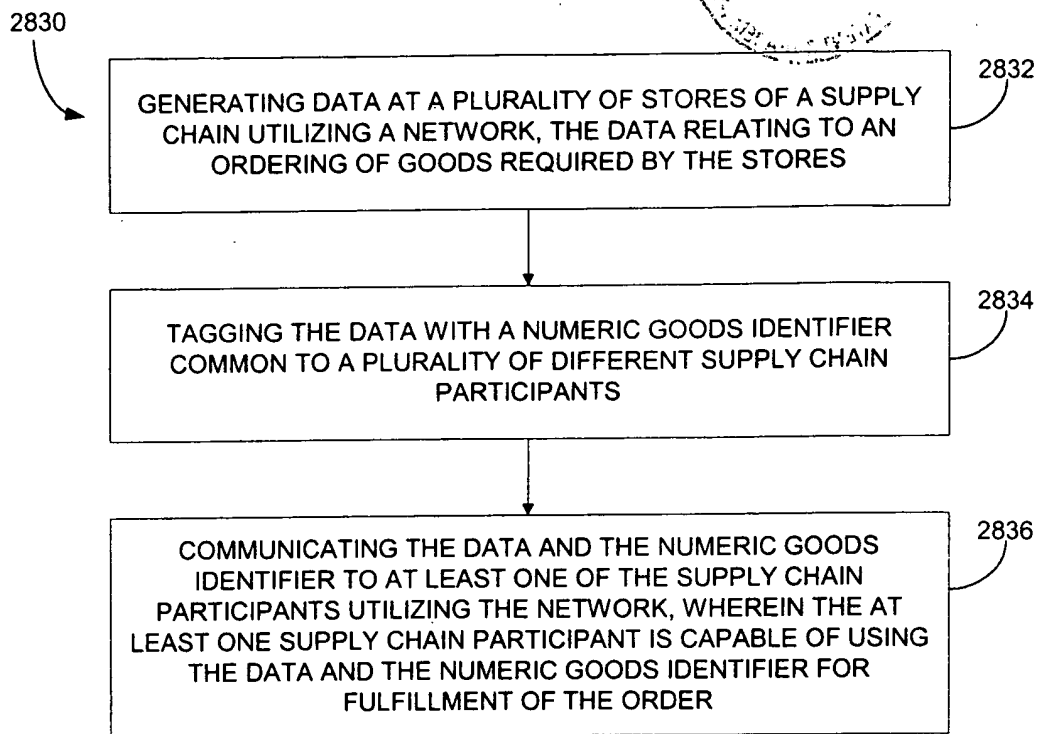 2830
2832
GENERATING DATA AT A PLURALITY OF STORES OF A SUPPLY
CHAIN UTILIZING A NETWORK, THE DATA RELATING TO AN
ORDERING OF GOODS REQUIRED BY THE STORES
2834
TAGGING THE DATA WITH A NUMERIC GOODS IDENTIFIER
COMMON TO A PLURALITY OF DIFFERENT SUPPLY CHAIN
PARTICIPANTS
2836
COMMUNICATING THE DATA AND THE NUMERIC GOODS
IDENTIFIER TO AT LEAST ONE OF THE SUPPLY CHAIN
PARTICIPANTS UTILIZING THE NETWORK, WHEREIN THE AT
LEAST ONE SUPPLY CHAIN PARTICIPANT IS CAPABLE OF USING
THE DATA AND THE NUMERIC GOODS IDENTIFIER FOR
FULFILLMENT OF THE ORDER